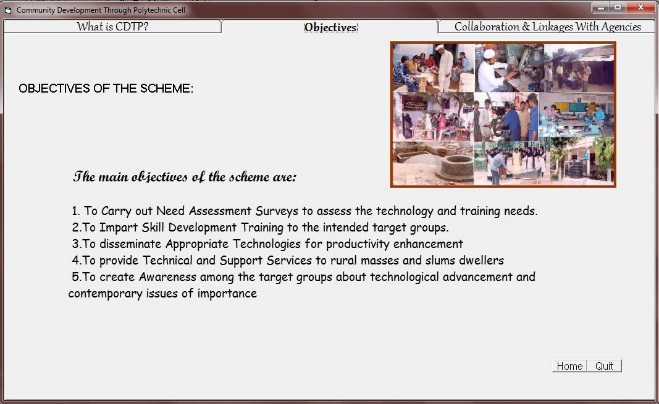 Community Development Through Polytechnic Cell
What is CDTP?
Objectives
Collaboration & Linkages With Agencies
OBJECTIVES OF THE SCHEME:
The main objectives of the scheme are:
1. To Carry out Need Assessment Surveys to assess the technology and training needs.
2.To Impart Skill Development Training to the intended target groups.
3.To disseminate Appropriate Technologies for productivity enhancement
4.To provide Technical and Support Services to rural masses and slums dwellers
5.To create Awareness among the target groups about technological advancement and
contemporary issues of importance
Home Quit